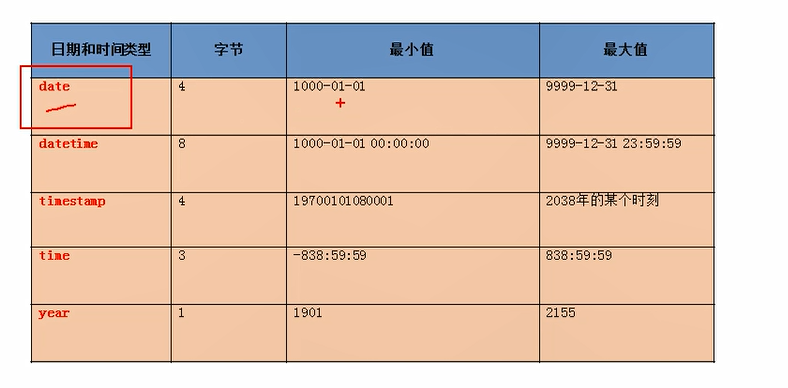 日期和时间类型 字节 最小值 最大值
date 4 1000-01-01 9999-12-31
datetime 8 1000-01-01 00:00:00 9999-12-31 23:59:59
timestamp 4 19700101080001 2038年的某个时刻
time 3 -838:59:59 838:59:59
year 1 1901 2155